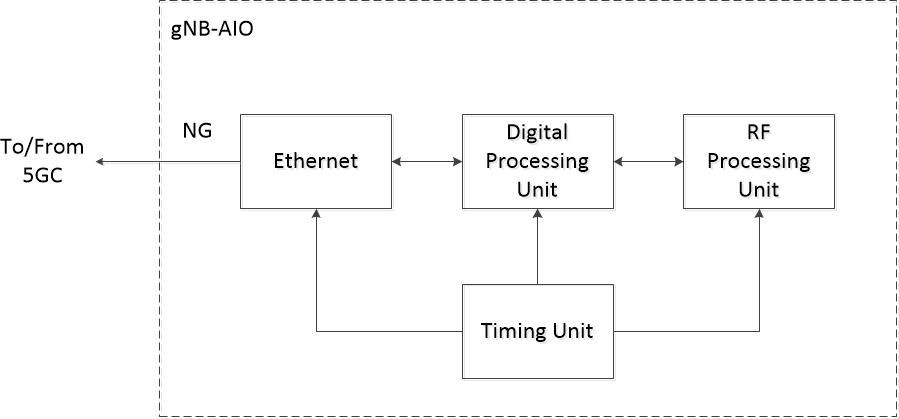 gNB-AIO
NG
To/From
5GC
Ethernet
Digital
Processing
Unit
RF
Processing
Unit
Timing Unit